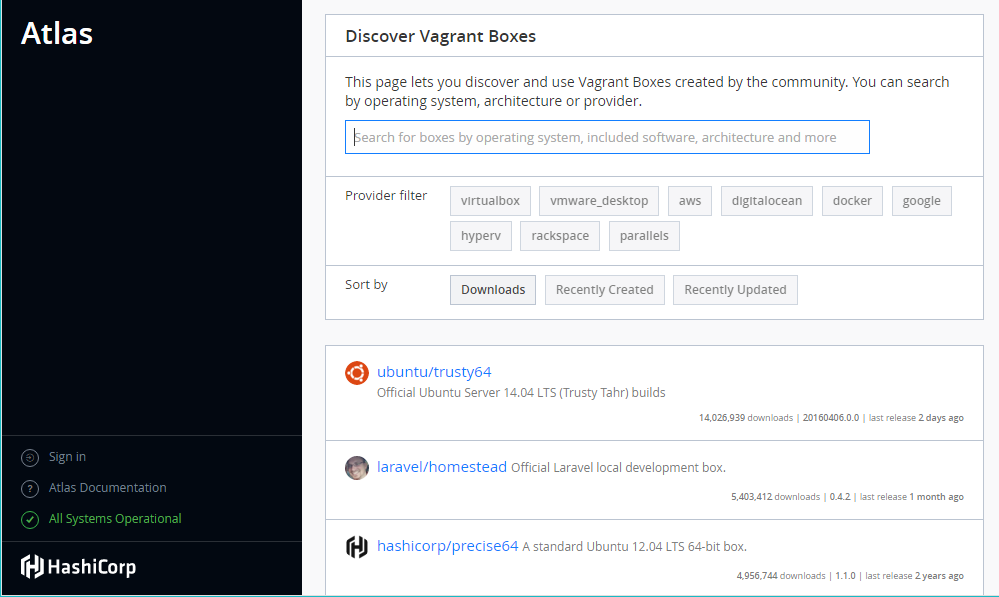 Atlas
Sign in
Atlas Documentation
All Systems Operational
HashiCorp
Discover Vagrant Boxes
This page lets you discover and use Vagrant Boxes created by the community. You can search
by operating system, architecture or provider.
Search for boxes by operating system, included software, architecture and more
Provider filter virtualbox vmware_desktop aws digitalocean docker google
hyperv rackspace parallels
Sort by Downloads Recently Created Recently Updated
ubuntu/trusty64
Official Ubuntu Server 14.04 LTS (Trusty Tahr) builds
14,026,939 downloads | 20160406.0.0 | last release 2 days ago
laravel/homestead Official Laravel local development box.
5,403,412 downloads | 0.4.2 | last release 1 month ago
hashicorp/precise64 A standard Ubuntu 12.04 LTS 64-bit box.
4,956,744 downloads | 1.1.0 | last release 2 years ago